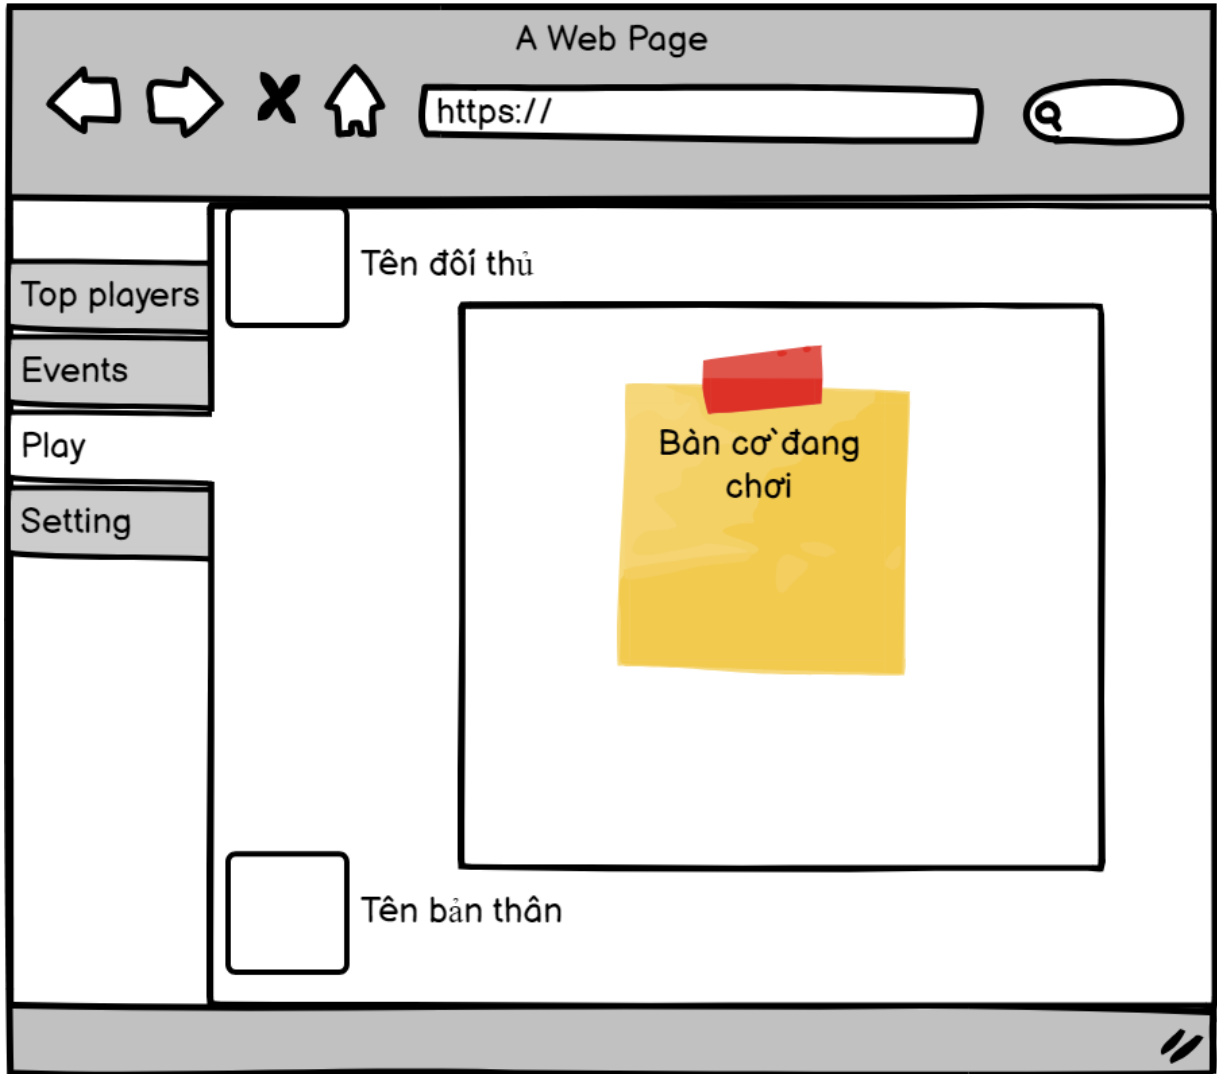 A Web Page
https://
Top players
Events
Play
Setting
Tên đối thủ
Bàn cờ đang
chơi
Tên bản thân